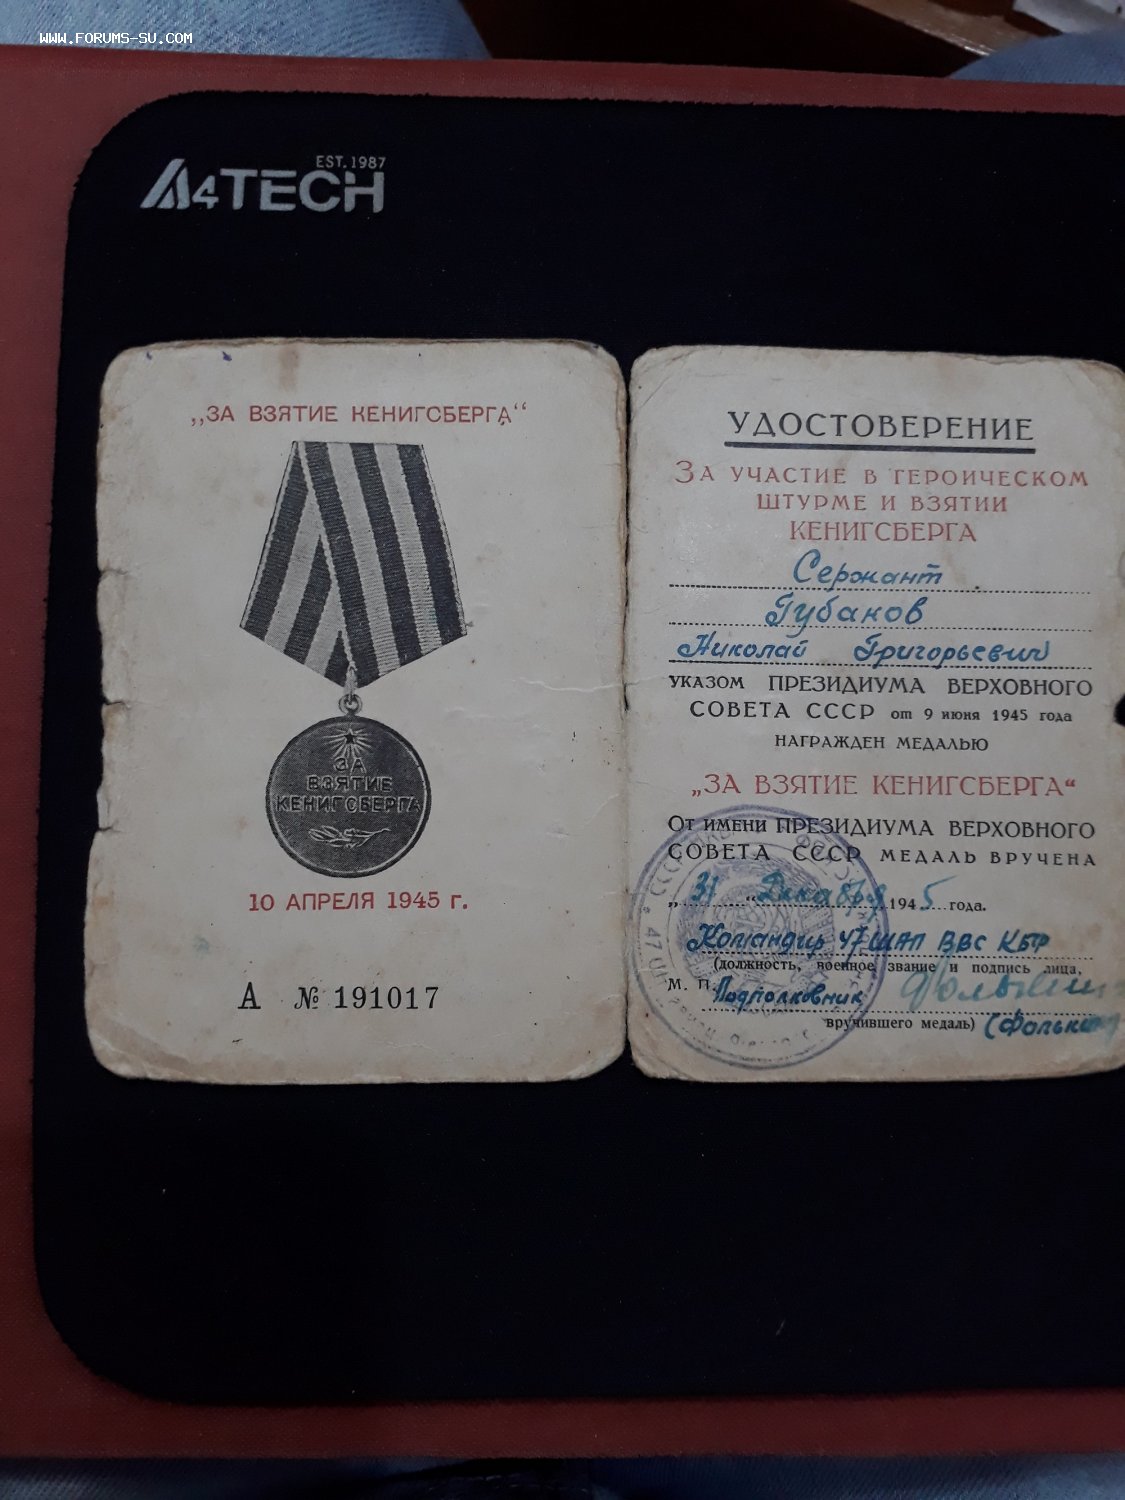 WWW.FORUMS-SU.COM
EST. 1987
A4TECH
„ЗА ВЗЯТИЕ КЕНИГСБЕРГА“
ЗА
ВЗЯТИЕ
КЕНИГСБЕРГА
10 АПРЕЛЯ 1945 г.
А № 191017
УДОСТОВЕРЕНИЕ
ЗА УЧАСТИЕ В ГЕРОИЧЕСКОМ
ШТУРМЕ И ВЗЯТИИ
КЕНИГСБЕРГА
Сержант
Губанов
Николай Григорьевич
УКАЗОМ ПРЕЗИДИУМА ВЕРХОВНОГО
СОВЕТА СССР от 9 июня 1945 года
НАГРАЖДЕН МЕДАЛЬЮ
„ЗА ВЗЯТИЕ КЕНИГСБЕРГА“
ОТ ИМЕНИ ПРЕЗИДИУМА ВЕРХОВНОГО
СОВЕТА СССР МЕДАЛЬ ВРУЧЕНА
„31“ Декабря 1945 года.
Командир 47 ШАП ВВС КБФ
(должность, военное звание и подпись лица,
М. П. Подполковник
вручившего медаль)